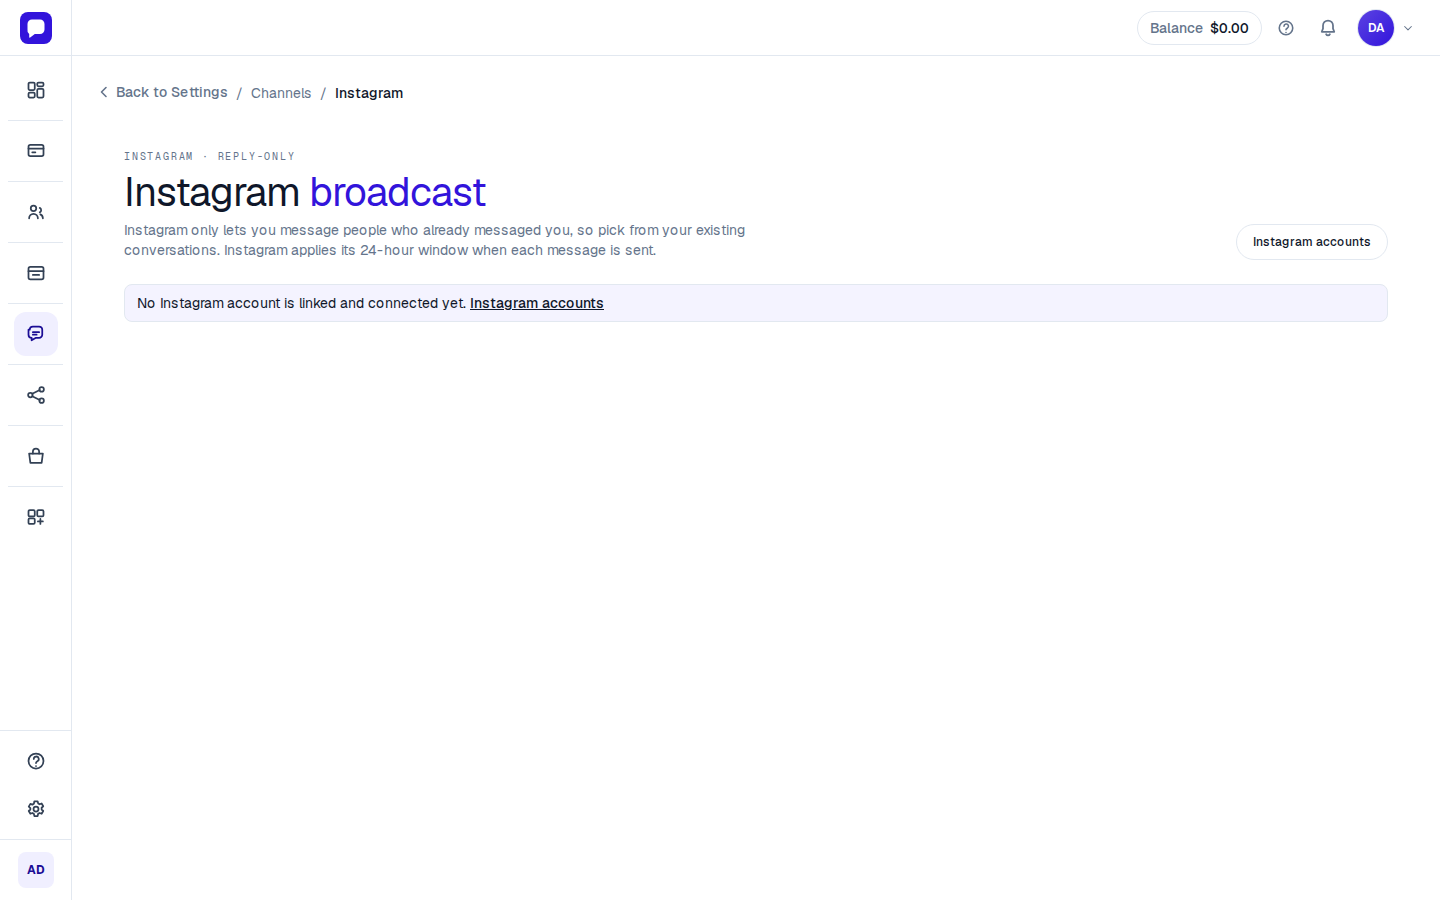 Balance $0.00
DA
Back to Settings / Channels / Instagram
INSTAGRAM · REPLY-ONLY
Instagram broadcast
Instagram only lets you message people who already messaged you, so pick from your existing
conversations. Instagram applies its 24-hour window when each message is sent.
Instagram accounts
No Instagram account is linked and connected yet. Instagram accounts
AD